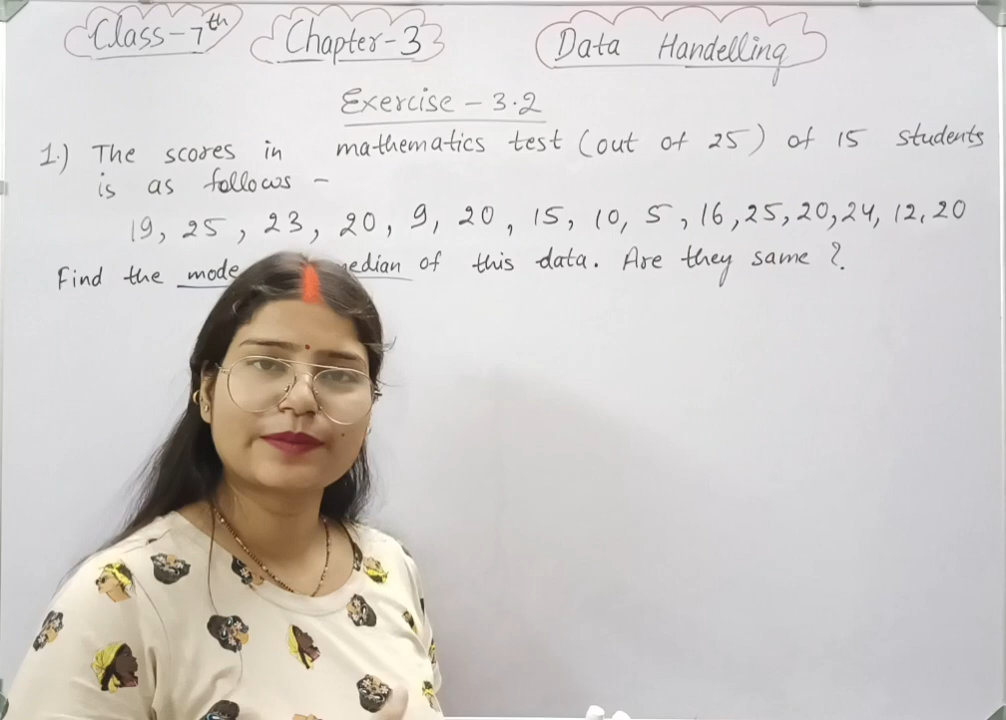 Class-7th Chapter-3 Data Handelling
Exercise - 3.2
1.) The scores in mathematics test (out of 25) of 15 students
is as follows -
19, 25, 23, 20, 9, 20, 15, 10, 5, 16, 25, 20, 24, 12, 20
Find the mode of this data. Are they same ?